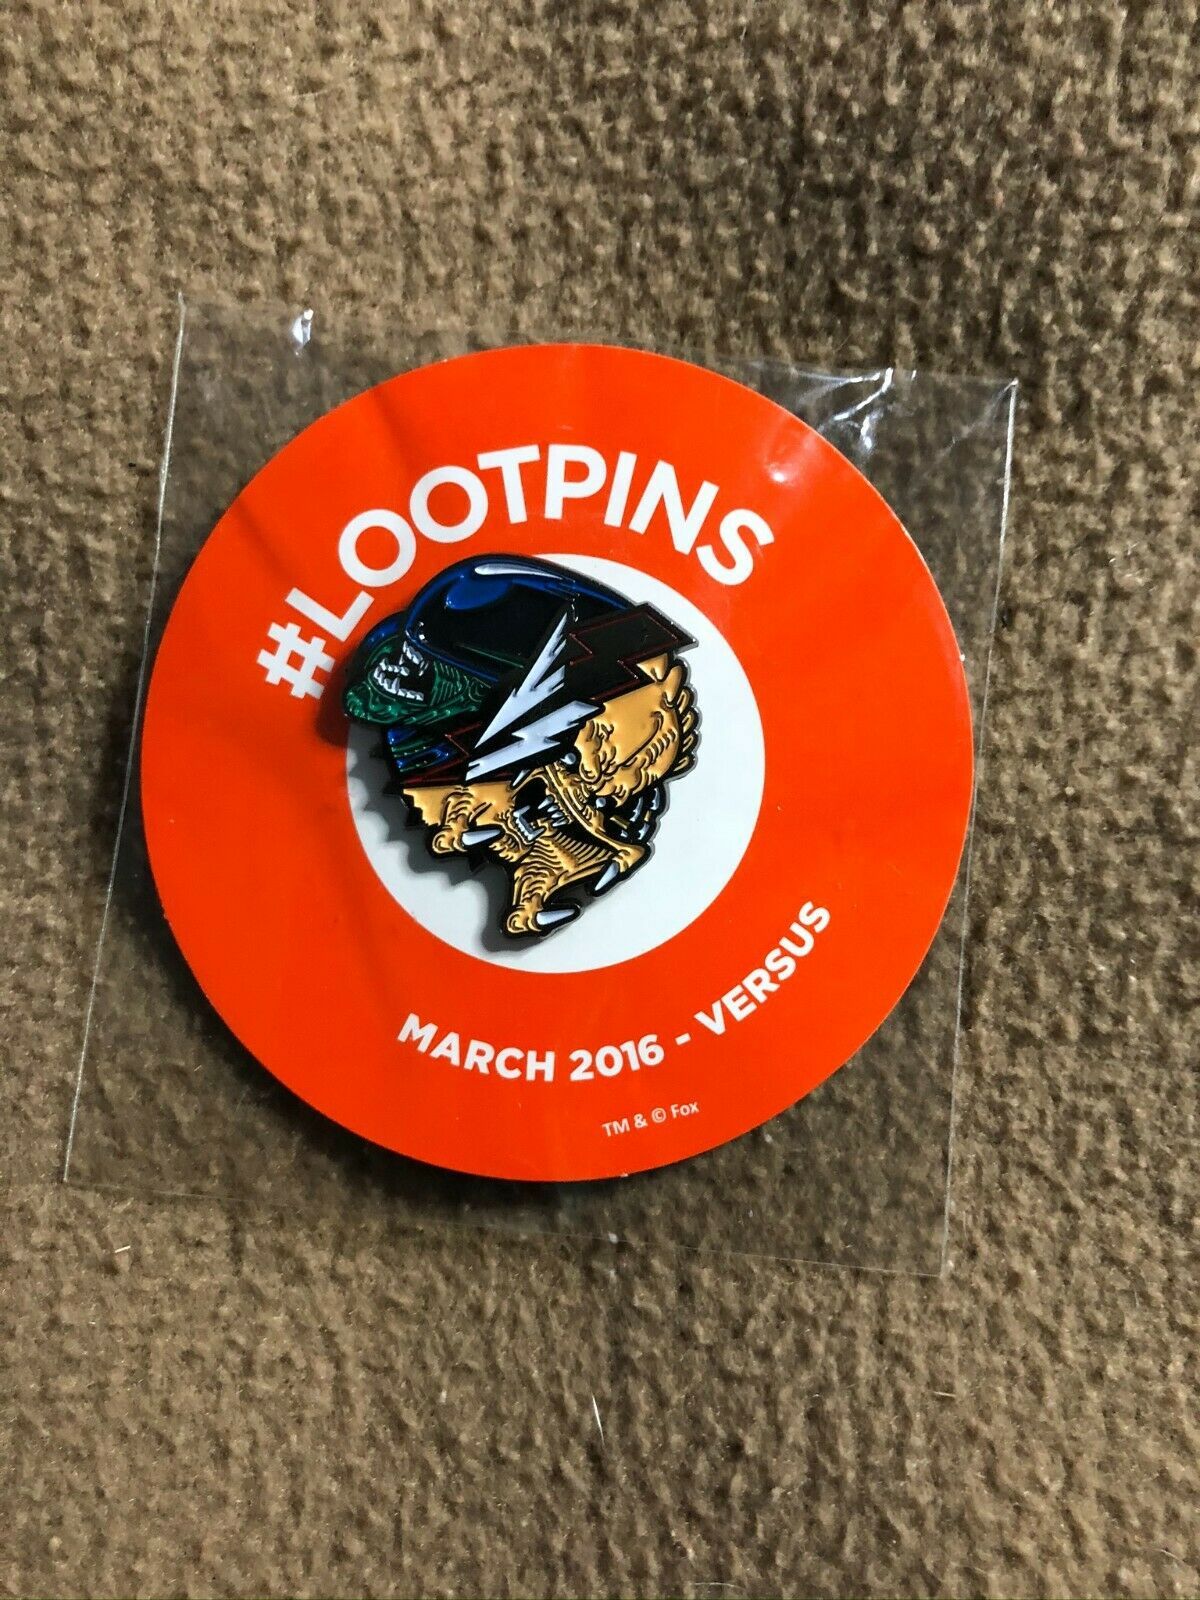 #LOOTPINS
MARCH 2016 - VERSUS
TM & © Fox